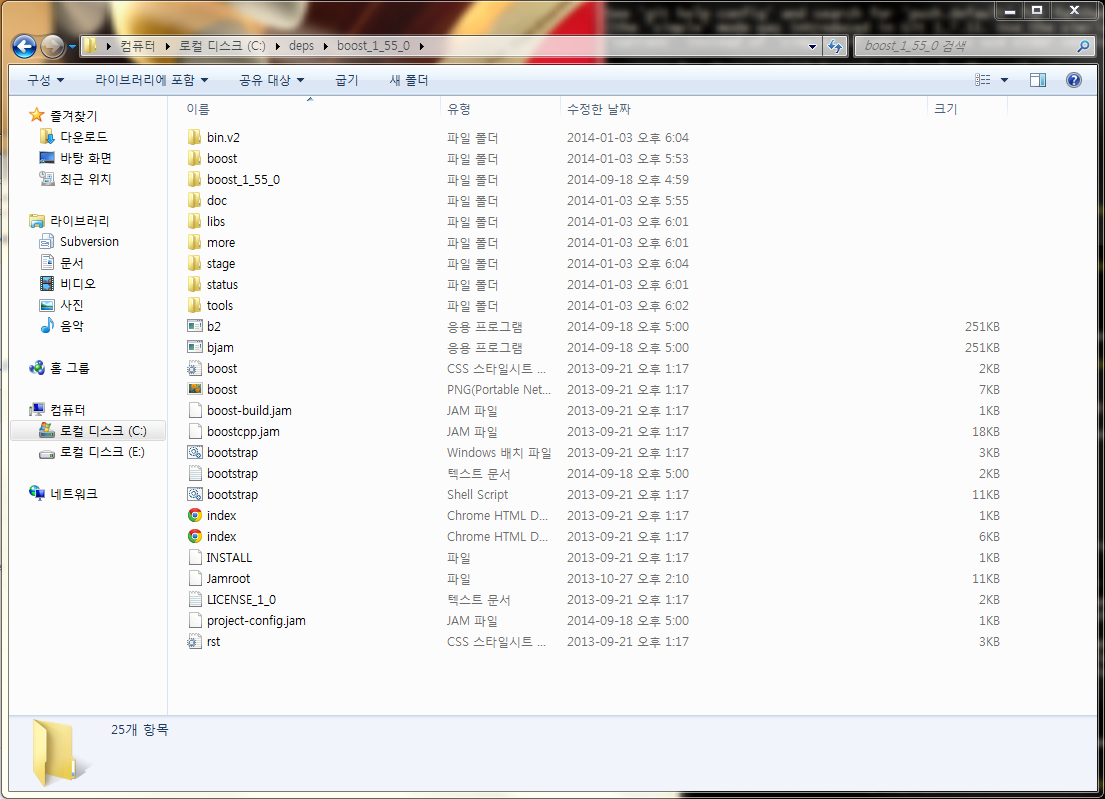 컴퓨터 로컬 디스크 (C:) deps boost_1_55_0 boost_1_55_0 검색
구성 라이브러리에 포함 공유 대상 굽기 새 폴더
이름 유형 수정한 날짜 크기
즐겨찾기
다운로드
바탕 화면
최근 위치
라이브러리
Subversion
문서
비디오
사진
음악
홈 그룹
컴퓨터
로컬 디스크 (C:)
로컬 디스크 (E:)
네트워크
bin.v2 파일 폴더 2014-01-03 오후 6:04
boost 파일 폴더 2014-01-03 오후 5:53
boost_1_55_0 파일 폴더 2014-09-18 오후 4:59
doc 파일 폴더 2014-01-03 오후 5:55
libs 파일 폴더 2014-01-03 오후 6:01
more 파일 폴더 2014-01-03 오후 6:01
stage 파일 폴더 2014-01-03 오후 6:04
status 파일 폴더 2014-01-03 오후 6:01
tools 파일 폴더 2014-01-03 오후 6:02
b2 응용 프로그램 2014-09-18 오후 5:00 251KB
bjam 응용 프로그램 2014-09-18 오후 5:00 251KB
boost CSS 스타일시트 ... 2013-09-21 오후 1:17 2KB
boost PNG(Portable Net... 2013-09-21 오후 1:17 7KB
boost-build.jam JAM 파일 2013-09-21 오후 1:17 1KB
boostcpp.jam JAM 파일 2013-09-21 오후 1:17 18KB
bootstrap Windows 배치 파일 2013-09-21 오후 1:17 3KB
bootstrap 텍스트 문서 2014-09-18 오후 5:00 2KB
bootstrap Shell Script 2013-09-21 오후 1:17 11KB
index Chrome HTML D... 2013-09-21 오후 1:17 1KB
index Chrome HTML D... 2013-09-21 오후 1:17 6KB
INSTALL 파일 2013-09-21 오후 1:17 1KB
Jamroot 파일 2013-10-27 오후 2:10 11KB
LICENSE_1_0 텍스트 문서 2013-09-21 오후 1:17 2KB
project-config.jam JAM 파일 2014-09-18 오후 5:00 1KB
rst CSS 스타일시트 ... 2013-09-21 오후 1:17 3KB
25개 항목